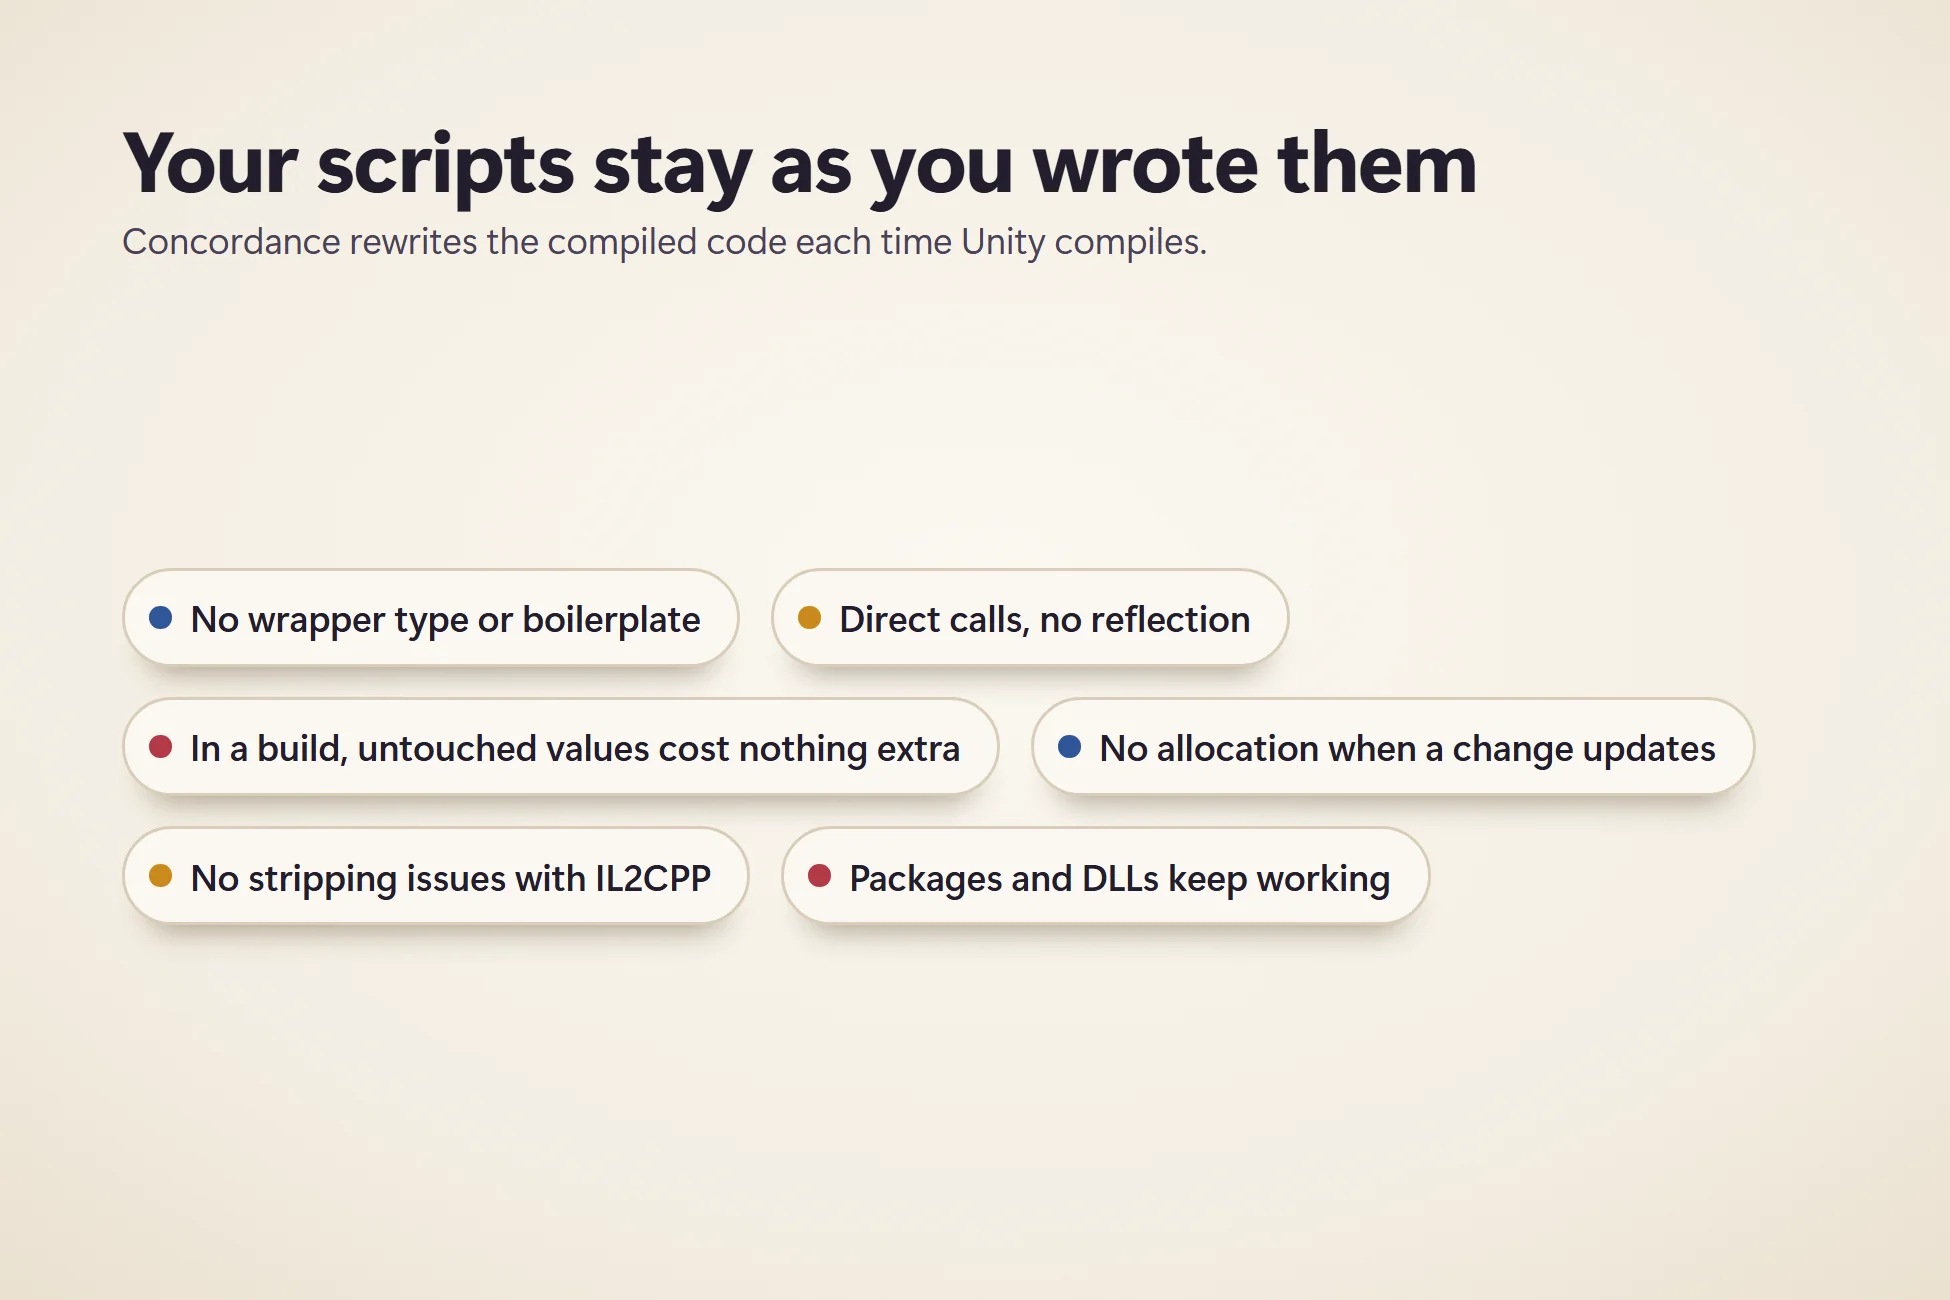 Your scripts stay as you wrote them
Concordance rewrites the compiled code each time Unity compiles.
No wrapper type or boilerplate
Direct calls, no reflection
In a build, untouched values cost nothing extra
No allocation when a change updates
No stripping issues with IL2CPP
Packages and DLLs keep working